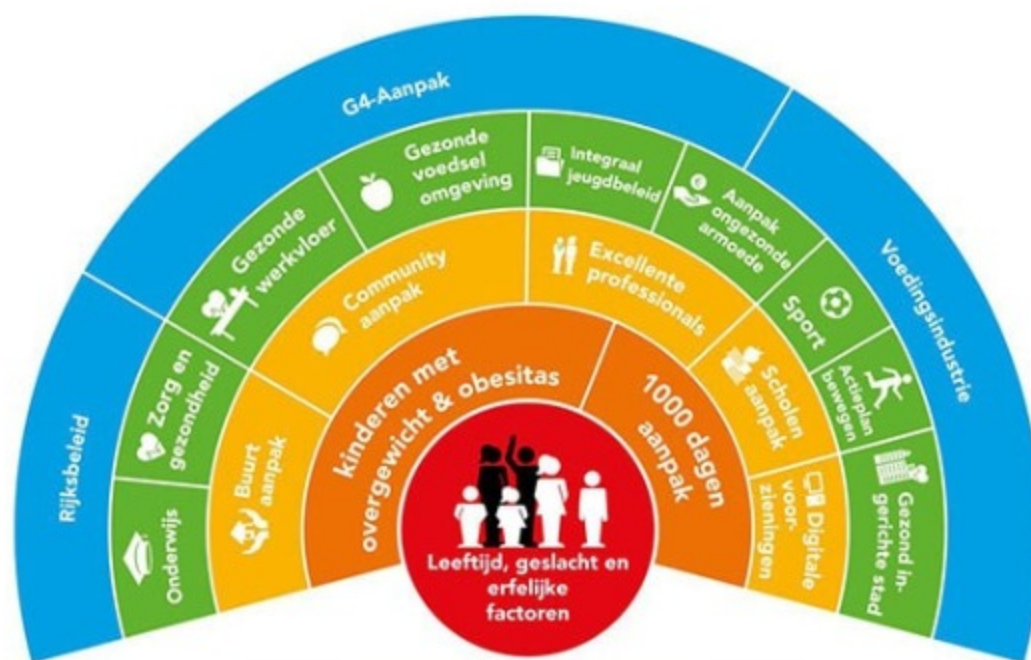 Rijksbeleid
G4-Aanpak
Voedingsindustrie
Onderwijs
Zorg en
gezondheid
Gezonde
werkvloer
Gezonde
voedsel
omgeving
Integraal
jeugdbeleid
Aanpak
ongezonde
armoede
Sport
Actieplan
bewegen
Gezond in-
gerichte stad
Buurt
aanpak
Community
aanpak
Excellente
professionals
Scholen
aanpak
Digitale
voor-
zieningen
kinderen met
overgewicht & obesitas
1000 dagen
aanpak
Leeftijd, geslacht en
erfelijke
factoren